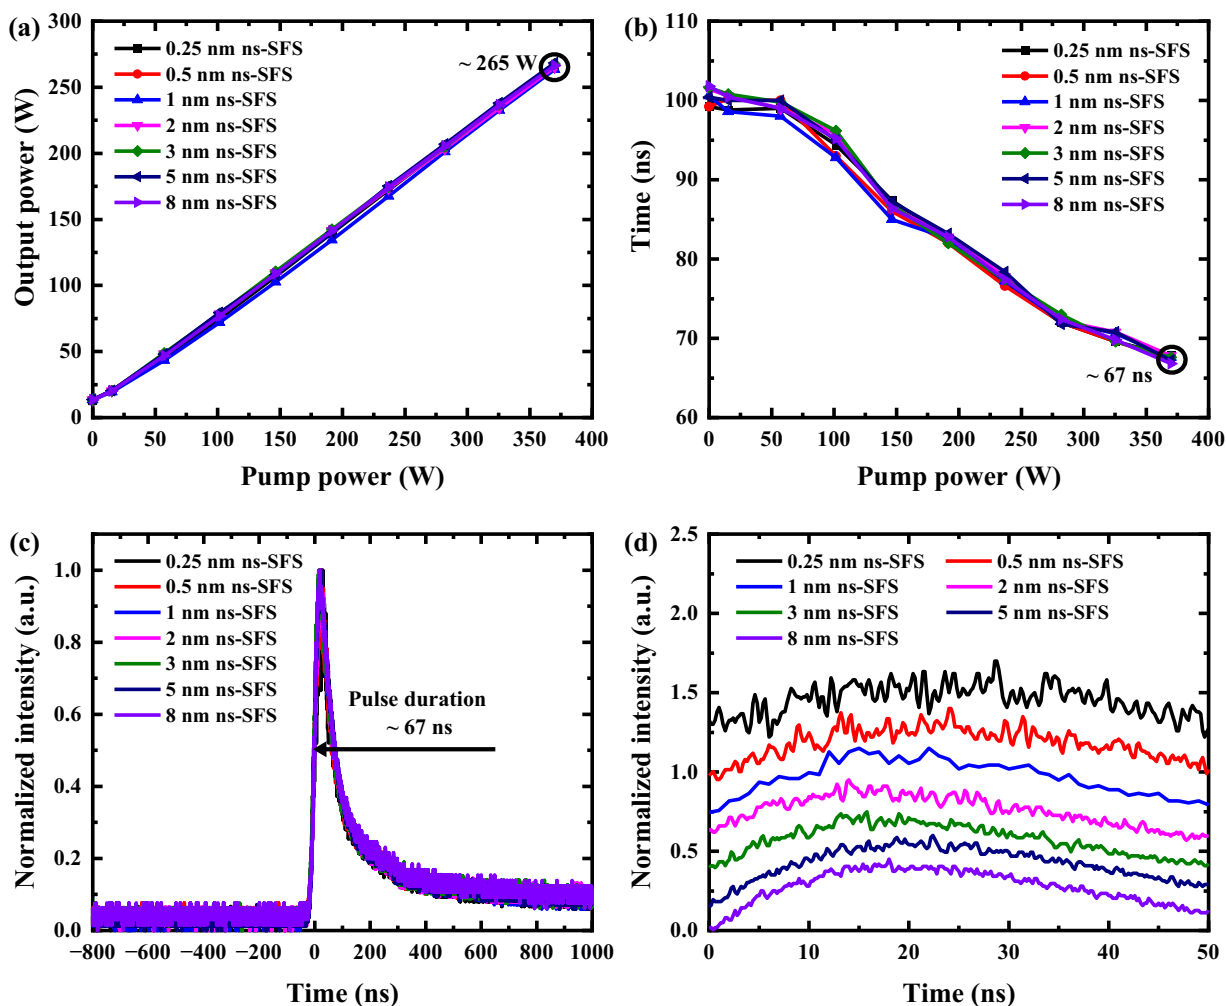 (a)
300
250
200
150
100
50
0
Output power (W)
0.25 nm ns-SFS
0.5 nm ns-SFS
1 nm ns-SFS
2 nm ns-SFS
3 nm ns-SFS
5 nm ns-SFS
8 nm ns-SFS
~ 265 W
0 50 100 150 200 250 300 350 400
Pump power (W)
(b)
110
100
90
80
70
60
Time (ns)
0.25 nm ns-SFS
0.5 nm ns-SFS
1 nm ns-SFS
2 nm ns-SFS
3 nm ns-SFS
5 nm ns-SFS
8 nm ns-SFS
~ 67 ns
0 50 100 150 200 250 300 350 400
Pump power (W)
(c)
1.0
0.8
0.6
0.4
0.2
0.0
Normalized intensity (a.u.)
0.25 nm ns-SFS
0.5 nm ns-SFS
1 nm ns-SFS
2 nm ns-SFS
3 nm ns-SFS
5 nm ns-SFS
8 nm ns-SFS
Pulse duration
~ 67 ns
−800 −600 −400 −200 0 200 400 600 800 1000
Time (ns)
(d)
2.5
2.0
1.5
1.0
0.5
0.0
Normalized intensity (a.u.)
0.25 nm ns-SFS 0.5 nm ns-SFS
1 nm ns-SFS 2 nm ns-SFS
3 nm ns-SFS 5 nm ns-SFS
8 nm ns-SFS
0 10 20 30 40 50
Time (ns)